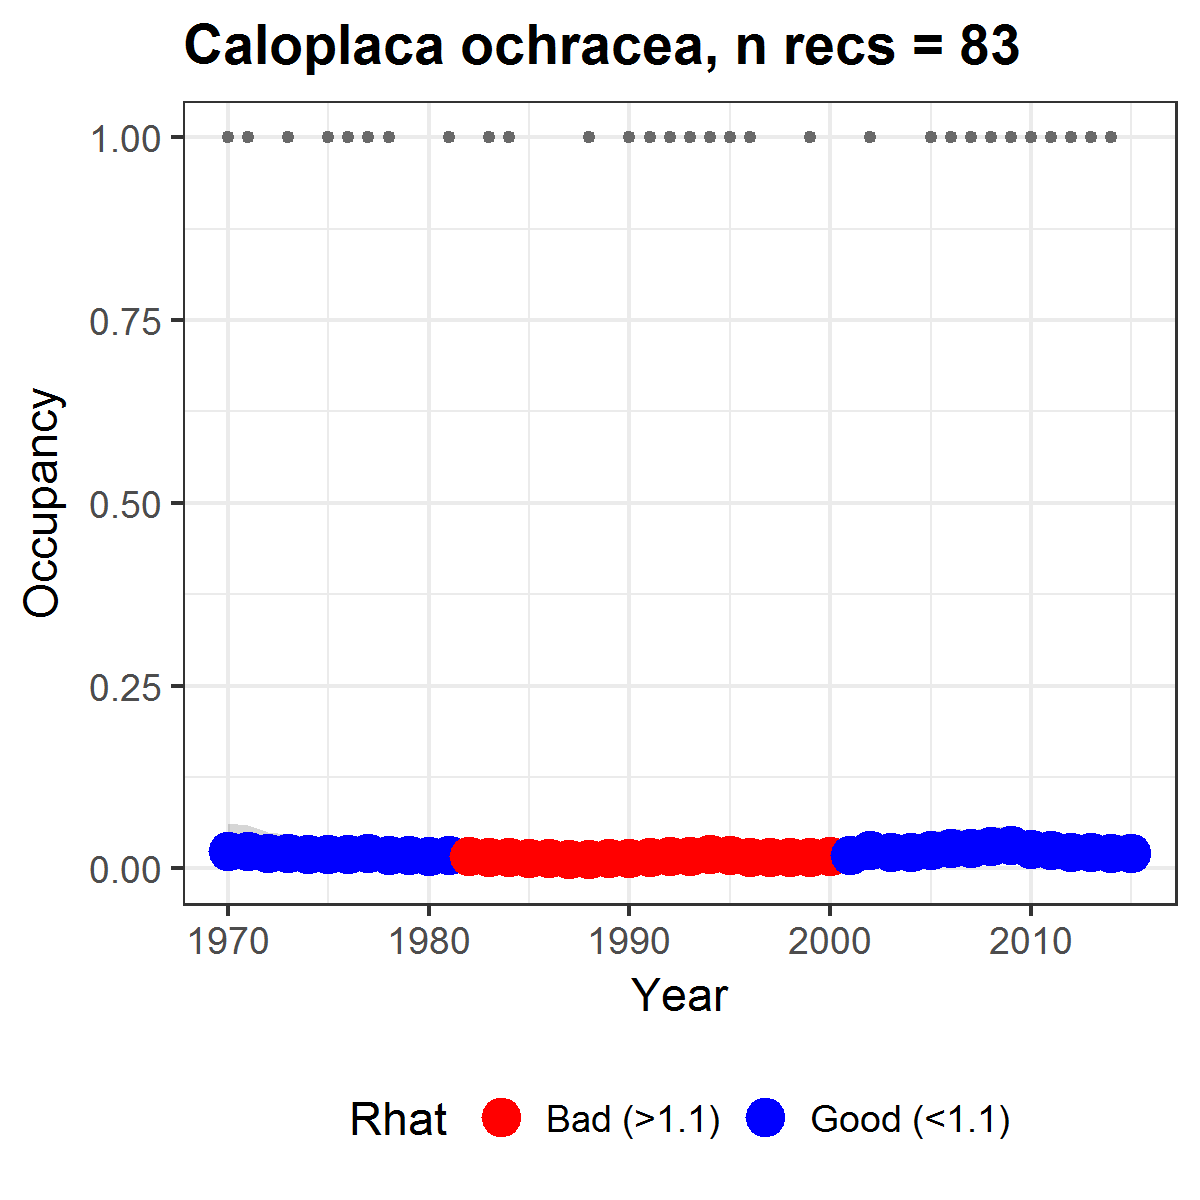 Caloplaca ochracea, n recs = 83
1.00
0.75
0.50
0.25
0.00
Occupancy
1970 1980 1990 2000 2010
Year
Rhat Bad (>1.1) Good (<1.1)